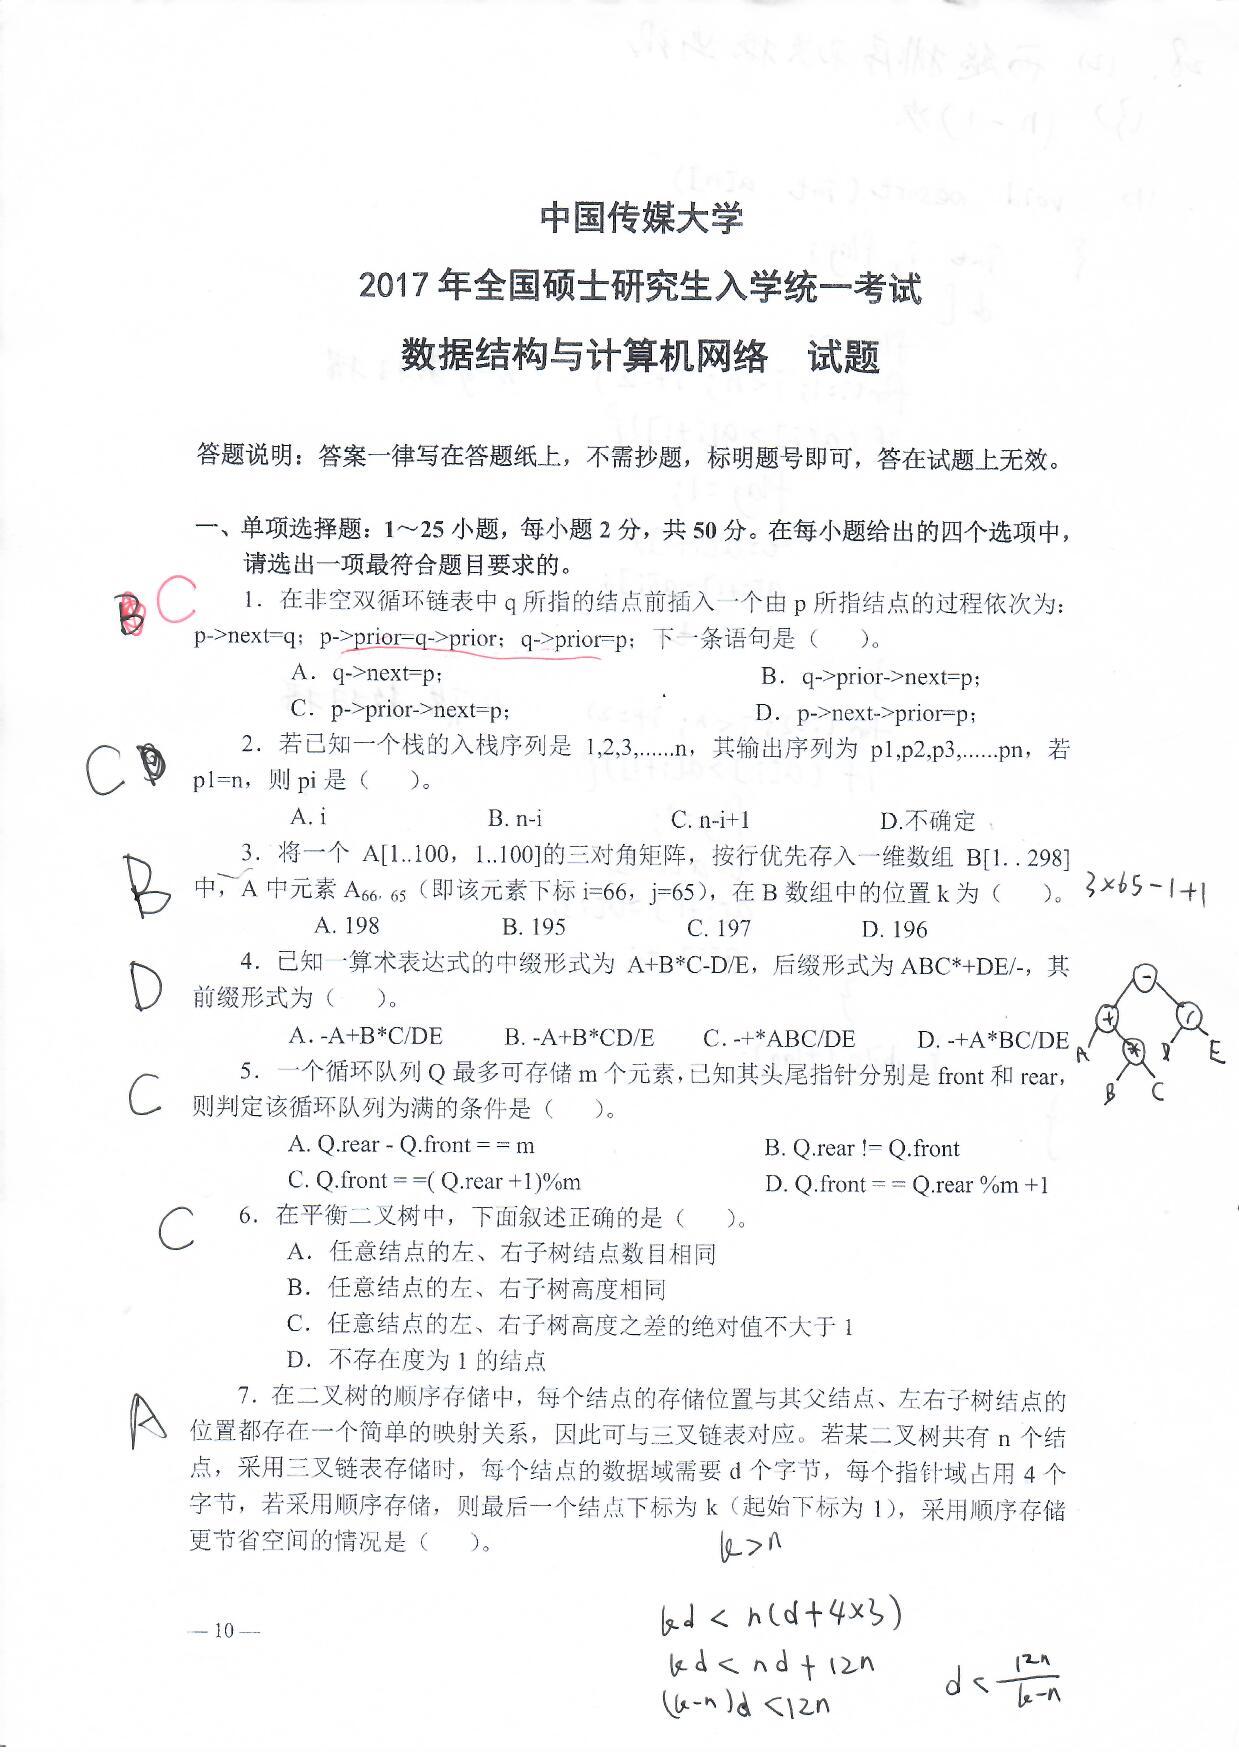 中国传媒大学
2017 年全国硕士研究生入学统一考试
数据结构与计算机网络 试题
答题说明：答案一律写在答题纸上，不需抄题，标明题号即可，答在试题上无效。
一、单项选择题：1～25 小题，每小题 2 分，共 50 分。在每小题给出的四个选项中，
请选出一项最符合题目要求的。
B C
1．在非空双循环链表中 q 所指的结点前插入一个由 p 所指结点的过程依次为：
p->next=q；p->prior=q->prior；q->prior=p；下一条语句是（ ）。
A．q->next=p;
B．q->prior->next=p;
C．p->prior->next=p;
D．p->next->prior=p;
C
2．若已知一个栈的入栈序列是 1,2,3,......n，其输出序列为 p1,p2,p3,......pn，若
p1=n，则 pi 是（ ）。
A. i B. n-i C. n-i+1 D.不确定
B
3．将一个 A[1..100，1..100]的三对角矩阵，按行优先存入一维数组 B[1. . 298]
中，A 中元素 A66，65（即该元素下标 i=66，j=65)，在 B 数组中的位置 k 为（ ）。 3×65-1+1
A. 198 B. 195 C. 197 D. 196
D
4．已知一算术表达式的中缀形式为 A+B*C-D/E，后缀形式为 ABC*+DE/-，其
前缀形式为（ ）。
A. -A+B*C/DE B. -A+B*CD/E C. -+*ABC/DE D. -+A*BC/DE
-
+ /
A * D E
B C
C
5．一个循环队列 Q 最多可存储 m 个元素，已知其头尾指针分别是 front 和 rear，
则判定该循环队列为满的条件是（ ）。
A. Q.rear - Q.front = = m B. Q.rear != Q.front
C. Q.front = =( Q.rear +1)%m D. Q.front = = Q.rear %m +1
C
6．在平衡二叉树中，下面叙述正确的是（ ）。
A．任意结点的左、右子树结点数目相同
B．任意结点的左、右子树高度相同
C．任意结点的左、右子树高度之差的绝对值不大于 1
D．不存在度为 1 的结点
A
7．在二叉树的顺序存储中，每个结点的存储位置与其父结点、左右子树结点的
位置都存在一个简单的映射关系，因此可与三叉链表对应。若某二叉树共有 n 个结
点，采用三叉链表存储时，每个结点的数据域需要 d 个字节，每个指针域占用 4 个
字节，若采用顺序存储，则最后一个结点下标为 k（起始下标为 1)，采用顺序存储
更节省空间的情况是（ ）。
k>n
kd < n(d+4×3)
kd < nd + 12n
(k-n)d <12n
d < 12n/k-n
— 10 —